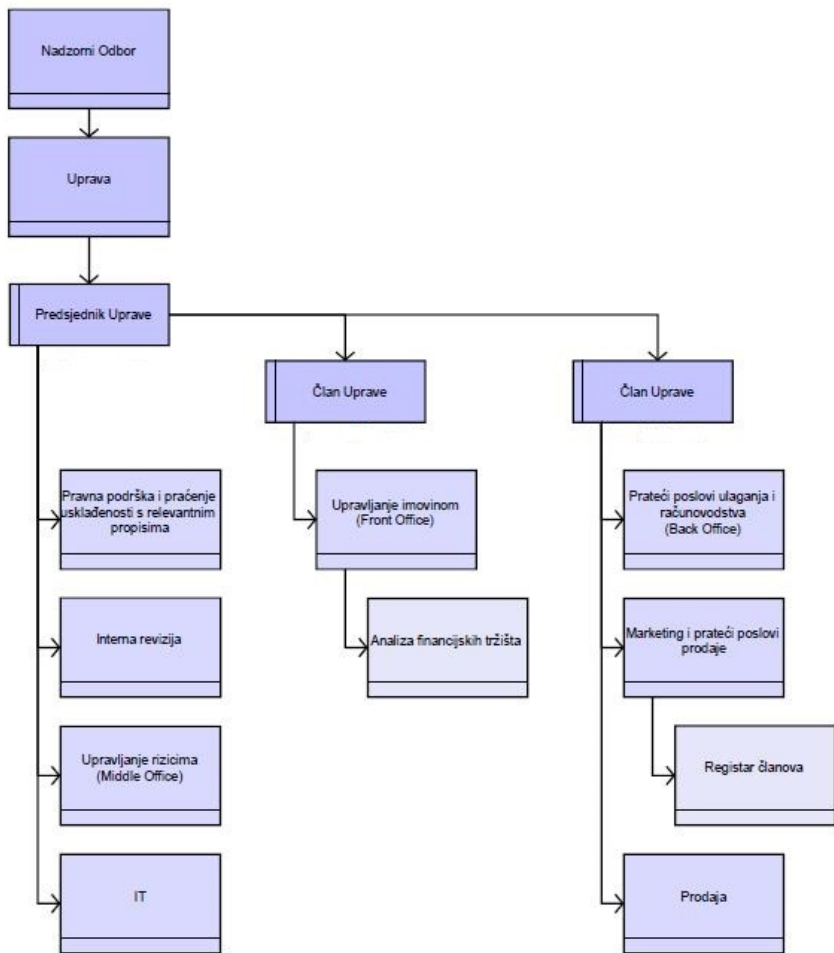 Nadzorni Odbor
Uprava
Predsjednik Uprave
Član Uprave
Član Uprave
Pravna podrška i praćenje
usklađenosti s relevantnim
propisima
Interna revizija
Upravljanje rizicima
(Middle Office)
IT
Upravljanje imovinom
(Front Office)
Analiza financijskih tržišta
Prateći poslovi ulaganja i
računovodstva
(Back Office)
Marketing i prateći poslovi
prodaje
Registar članova
Prodaja